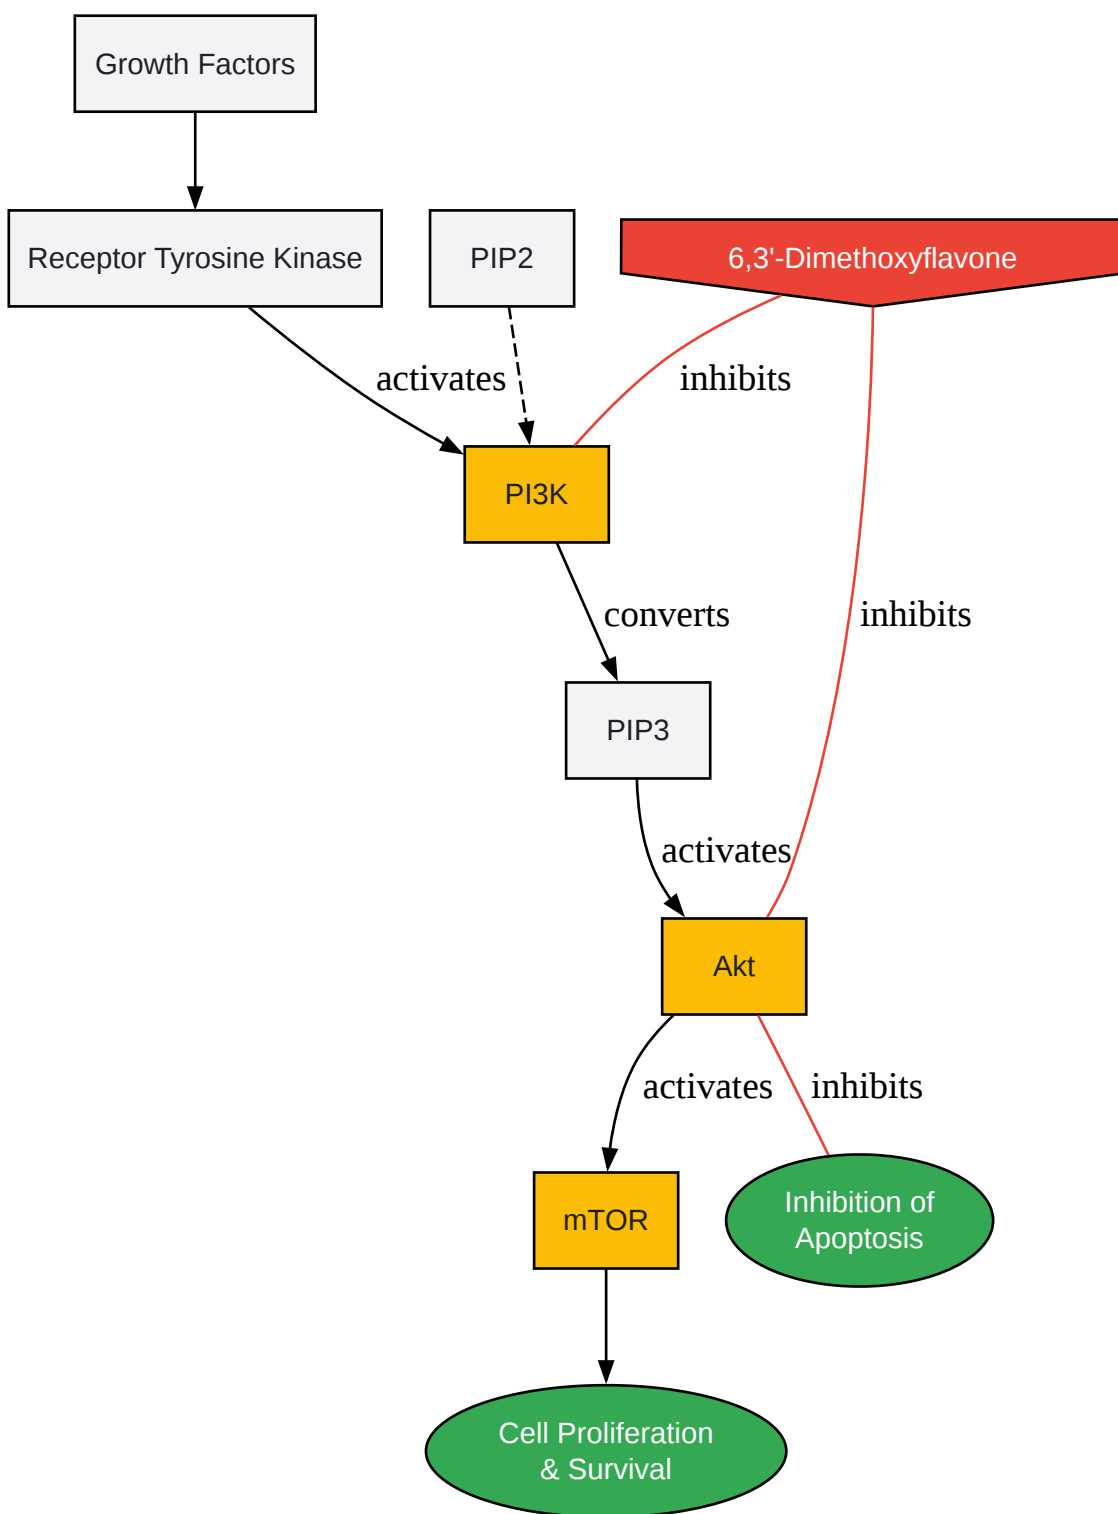 Growth Factors
Receptor Tyrosine Kinase
PIP2
6,3'-Dimethoxyflavone
activates
inhibits
PI3K
converts
inhibits
PIP3
activates
Akt
activates
inhibits
mTOR
Inhibition of
Apoptosis
Cell Proliferation
& Survival